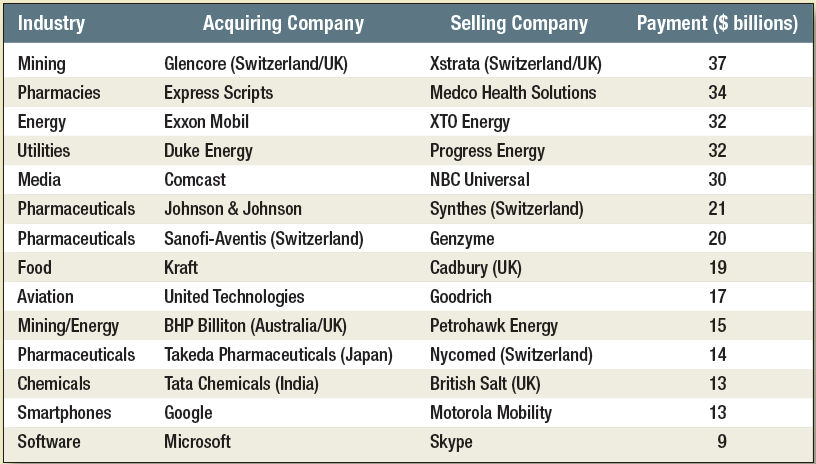 Industry Acquiring Company Selling Company Payment ($ billions)
Mining Glencore (Switzerland/UK) Xstrata (Switzerland/UK) 37
Pharmacies Express Scripts Medco Health Solutions 34
Energy Exxon Mobil XTO Energy 32
Utilities Duke Energy Progress Energy 32
Media Comcast NBC Universal 30
Pharmaceuticals Johnson & Johnson Synthes (Switzerland) 21
Pharmaceuticals Sanofi-Aventis (Switzerland) Genzyme 20
Food Kraft Cadbury (UK) 19
Aviation United Technologies Goodrich 17
Mining/Energy BHP Billiton (Australia/UK) Petrohawk Energy 15
Pharmaceuticals Takeda Pharmaceuticals (Japan) Nycomed (Switzerland) 14
Chemicals Tata Chemicals (India) British Salt (UK) 13
Smartphones Google Motorola Mobility 13
Software Microsoft Skype 9